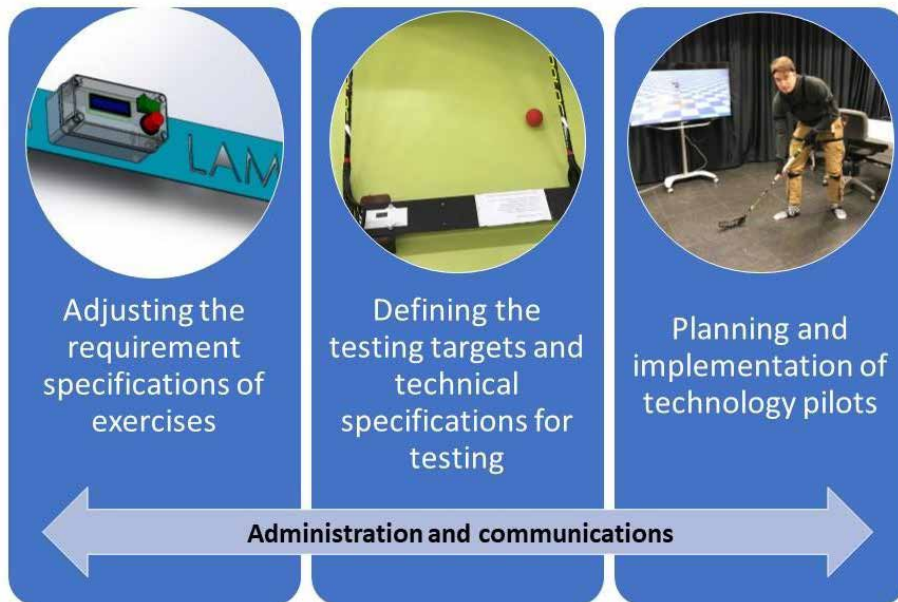 LAM
Adjusting the
requirement
specifications of
exercises
Defining the
testing targets and
technical
specifications for
testing
Planning and
implementation of
technology pilots
Administration and communications